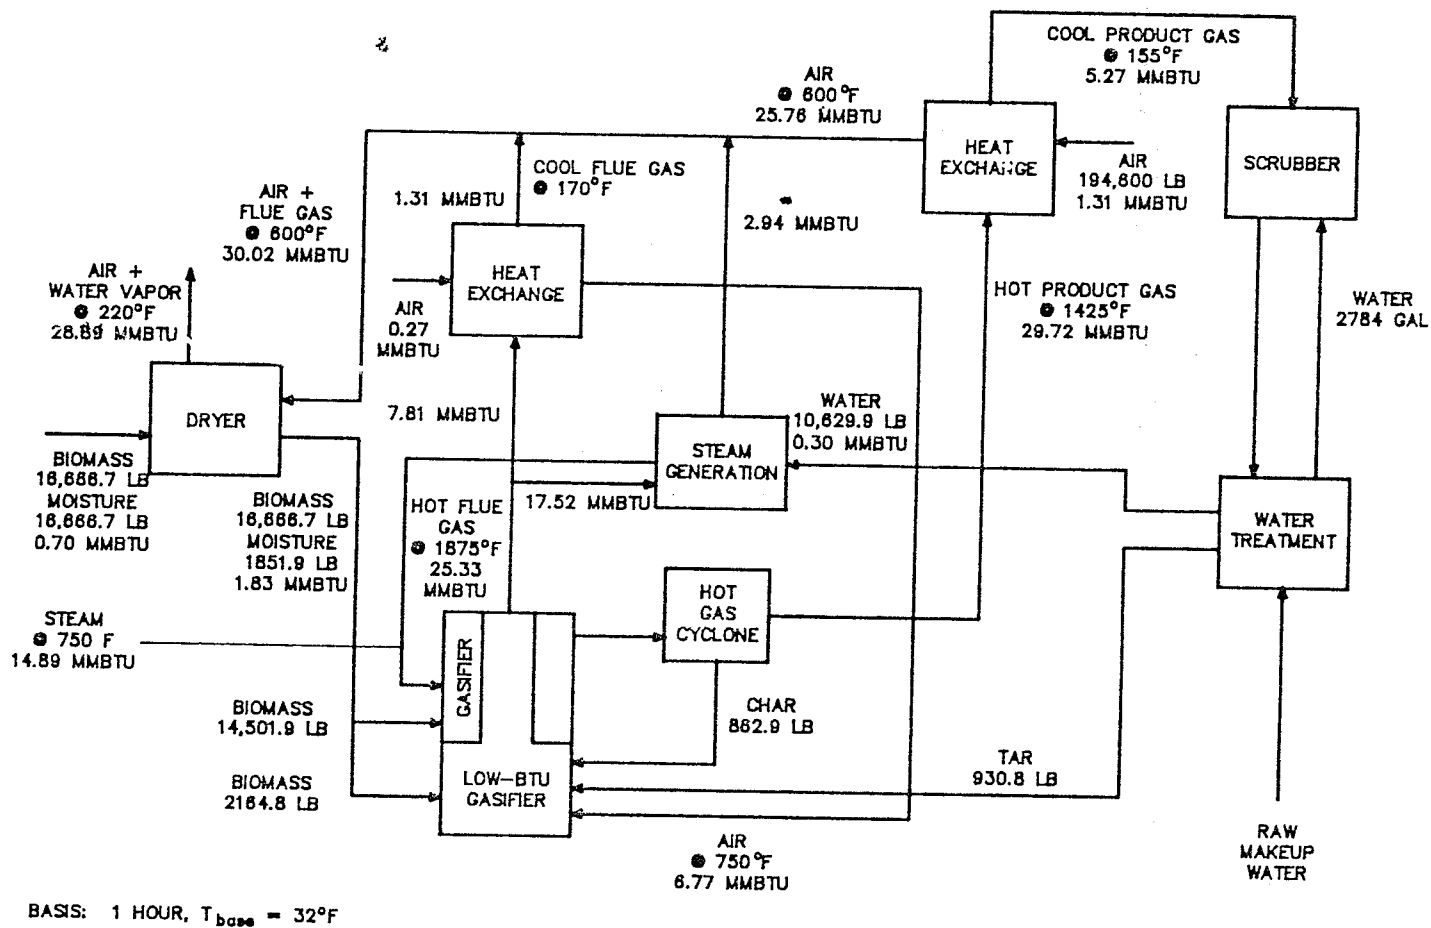 COOL PRODUCT GAS
@ 155°F
5.27 MMBTU
AIR
@ 600°F
25.76 MMBTU
HEAT
EXCHANGE
AIR
194,600 LB
1.31 MMBTU
SCRUBBER
COOL FLUE GAS
@ 170°F
1.31 MMBTU
2.94 MMBTU
AIR +
FLUE GAS
@ 600°F
30.02 MMBTU
AIR +
WATER VAPOR
@ 220°F
28.89 MMBTU
HEAT
EXCHANGE
AIR
0.27
MMBTU
HOT PRODUCT GAS
@ 1425°F
29.72 MMBTU
WATER
2784 GAL
DRYER
7.81 MMBTU
WATER
10,629.9 LB
0.30 MMBTU
STEAM
GENERATION
BIOMASS
16,666.7 LB
MOISTURE
16,666.7 LB
0.70 MMBTU
BIOMASS
16,666.7 LB
MOISTURE
1851.9 LB
1.83 MMBTU
HOT FLUE
GAS
@ 1875°F
25.33
MMBTU
17.52 MMBTU
WATER
TREATMENT
HOT
GAS
CYCLONE
STEAM
@ 750 F
14.89 MMBTU
GASIFIER
BIOMASS
14,501.9 LB
CHAR
862.9 LB
BIOMASS
2164.8 LB
LOW-BTU
GASIFIER
TAR
930.8 LB
AIR
@ 750°F
6.77 MMBTU
RAW
MAKEUP
WATER
BASIS: 1 HOUR, Tbase = 32°F